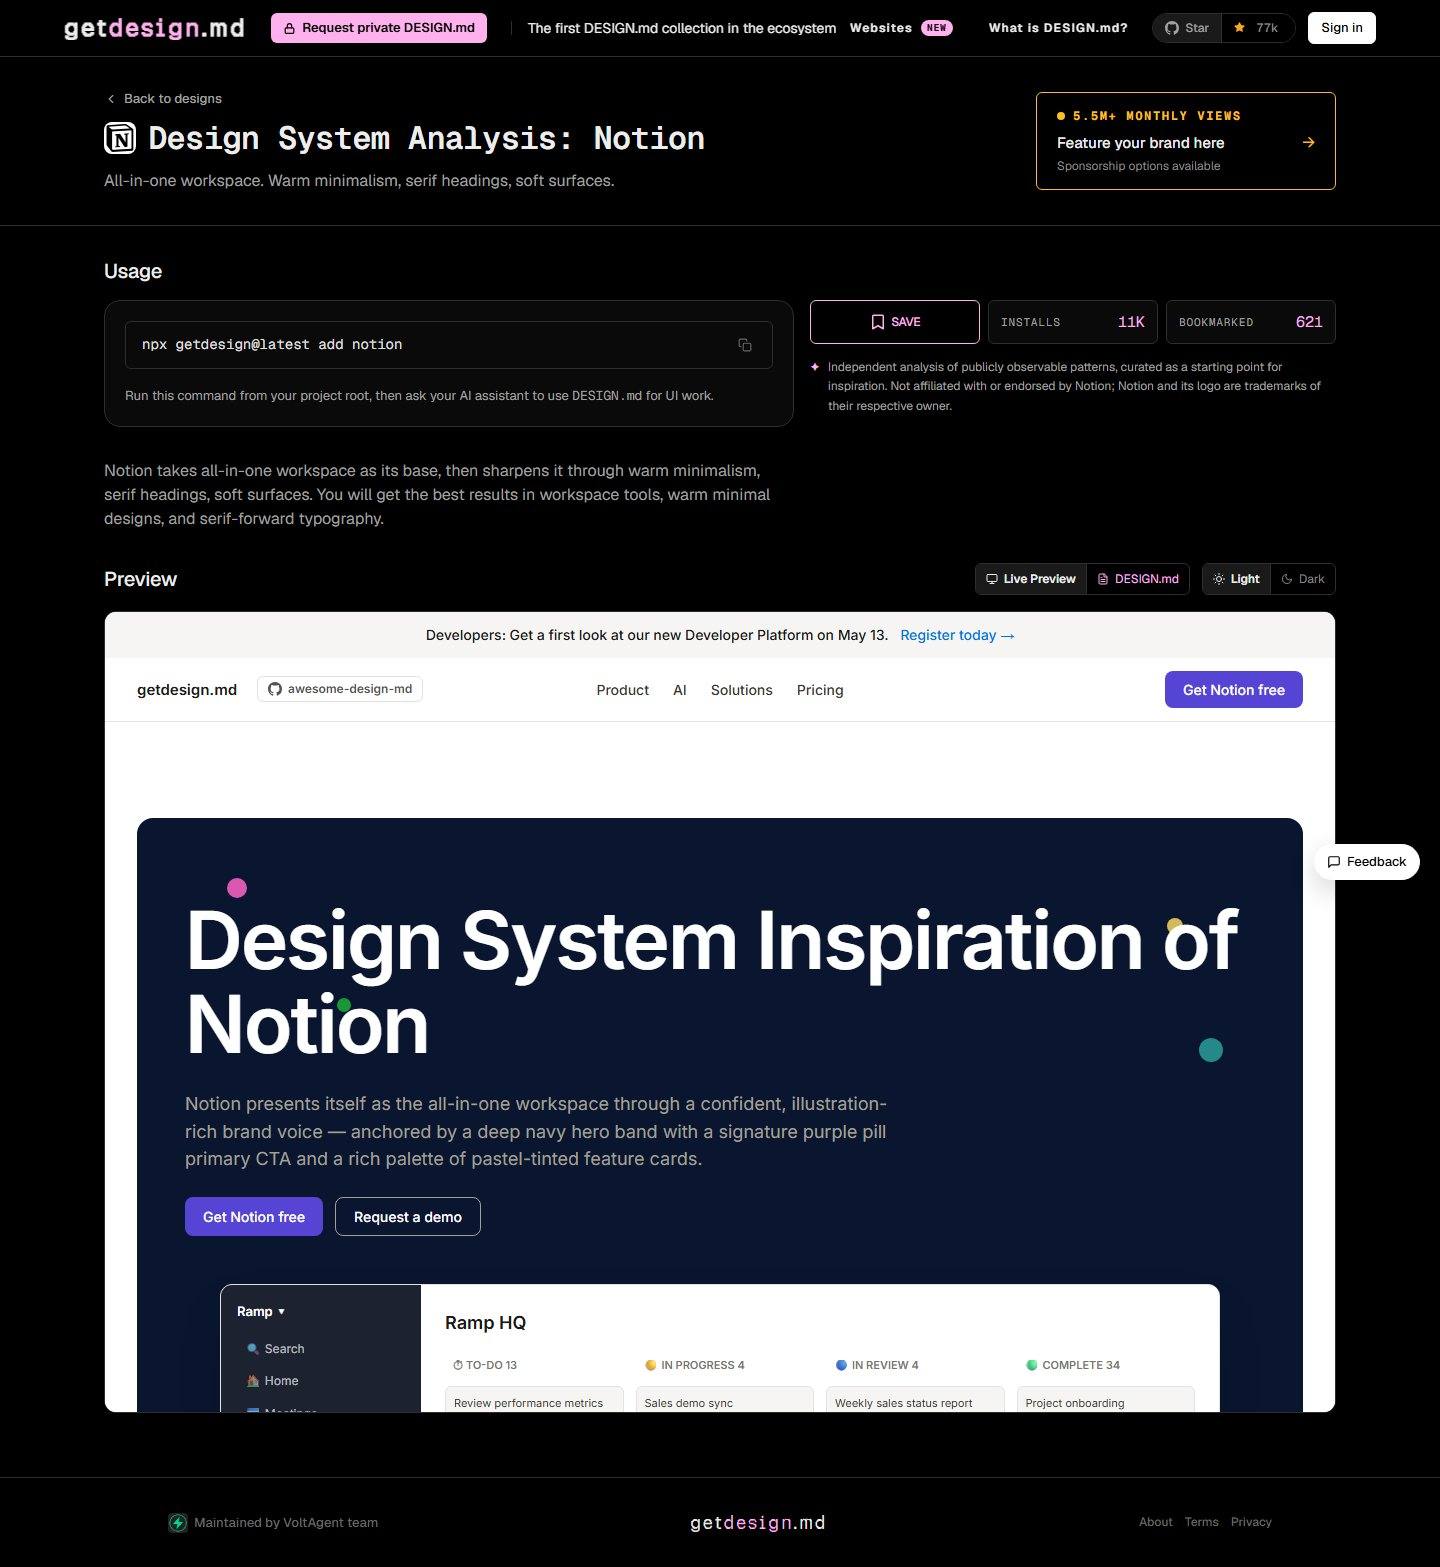 getdesign.md
Request private DESIGN.md
The first DESIGN.md collection in the ecosystem
Websites NEW
What is DESIGN.md?
Star 77k
Sign in
Back to designs
Design System Analysis: Notion
All-in-one workspace. Warm minimalism, serif headings, soft surfaces.
5.5M+ MONTHLY VIEWS
Feature your brand here →
Sponsorship options available
Usage
npx getdesign@latest add notion
Run this command from your project root, then ask your AI assistant to use DESIGN.md for UI work.
SAVE
INSTALLS 11K
BOOKMARKED 621
Independent analysis of publicly observable patterns, curated as a starting point for
inspiration. Not affiliated with or endorsed by Notion; Notion and its logo are trademarks of
their respective owner.
Notion takes all-in-one workspace as its base, then sharpens it through warm minimalism,
serif headings, soft surfaces. You will get the best results in workspace tools, warm minimal
designs, and serif-forward typography.
Preview
Live Preview
DESIGN.md
Light
Dark
Developers: Get a first look at our new Developer Platform on May 13. Register today →
getdesign.md
awesome-design-md
Product AI Solutions Pricing
Get Notion free
Feedback
Design System Inspiration of
Notion
Notion presents itself as the all-in-one workspace through a confident, illustration-
rich brand voice — anchored by a deep navy hero band with a signature purple pill
primary CTA and a rich palette of pastel-tinted feature cards.
Get Notion free
Request a demo
Ramp ▾
Search
Home
Meetings
Ramp HQ
TO-DO 13
IN PROGRESS 4
IN REVIEW 4
COMPLETE 34
Review performance metrics
Sales demo sync
Weekly sales status report
Project onboarding
Maintained by VoltAgent team
getdesign.md
About Terms Privacy